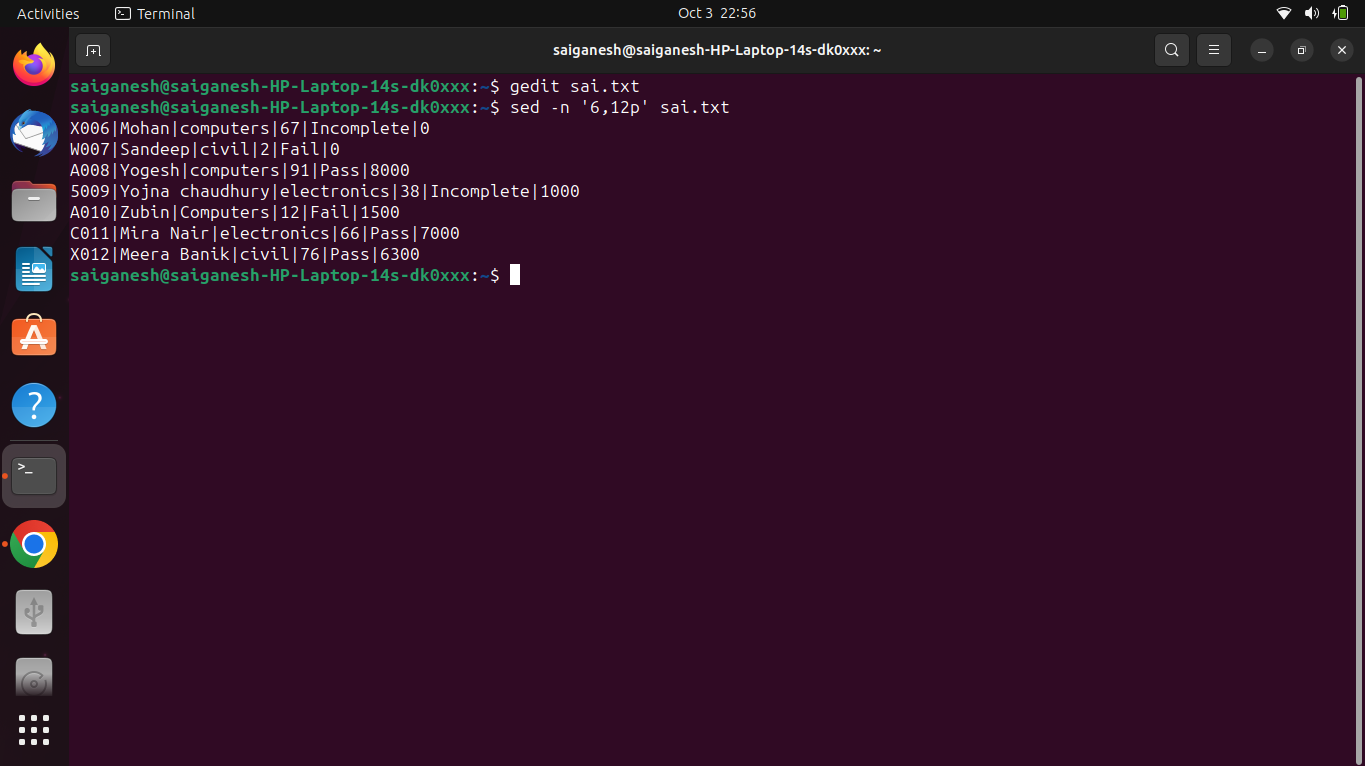 Activities Terminal Oct 3 22:56
saiganesh@saiganesh-HP-Laptop-14s-dk0xxx: ~
saiganesh@saiganesh-HP-Laptop-14s-dk0xxx:~$ gedit sai.txt
saiganesh@saiganesh-HP-Laptop-14s-dk0xxx:~$ sed -n '6,12p' sai.txt
X006|Mohan|computers|67|Incomplete|0
W007|Sandeep|civil|2|Fail|0
A008|Yogesh|computers|91|Pass|8000
5009|Yojna chaudhury|electronics|38|Incomplete|1000
A010|Zubin|Computers|12|Fail|1500
C011|Mira Nair|electronics|66|Pass|7000
X012|Meera Banik|civil|76|Pass|6300
saiganesh@saiganesh-HP-Laptop-14s-dk0xxx:~$